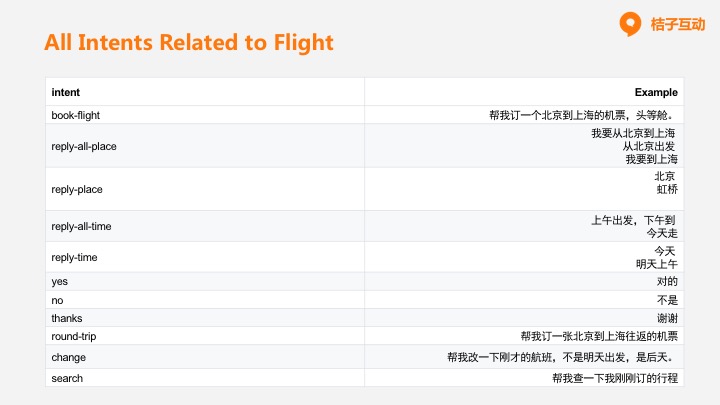 桔子互动
All Intents Related to Flight
intent Example
book-flight 帮我订一个北京到上海的机票，头等舱。
reply-all-place 我要从北京到上海
从北京出发
我要到上海
reply-place 北京
虹桥
reply-all-time 上午出发，下午到
今天走
reply-time 今天
明天上午
yes 对的
no 不是
thanks 谢谢
round-trip 帮我订一张北京到上海往返的机票
change 帮我改一下刚才的航班，不是明天出发，是后天。
search 帮我查一下我刚刚订的行程